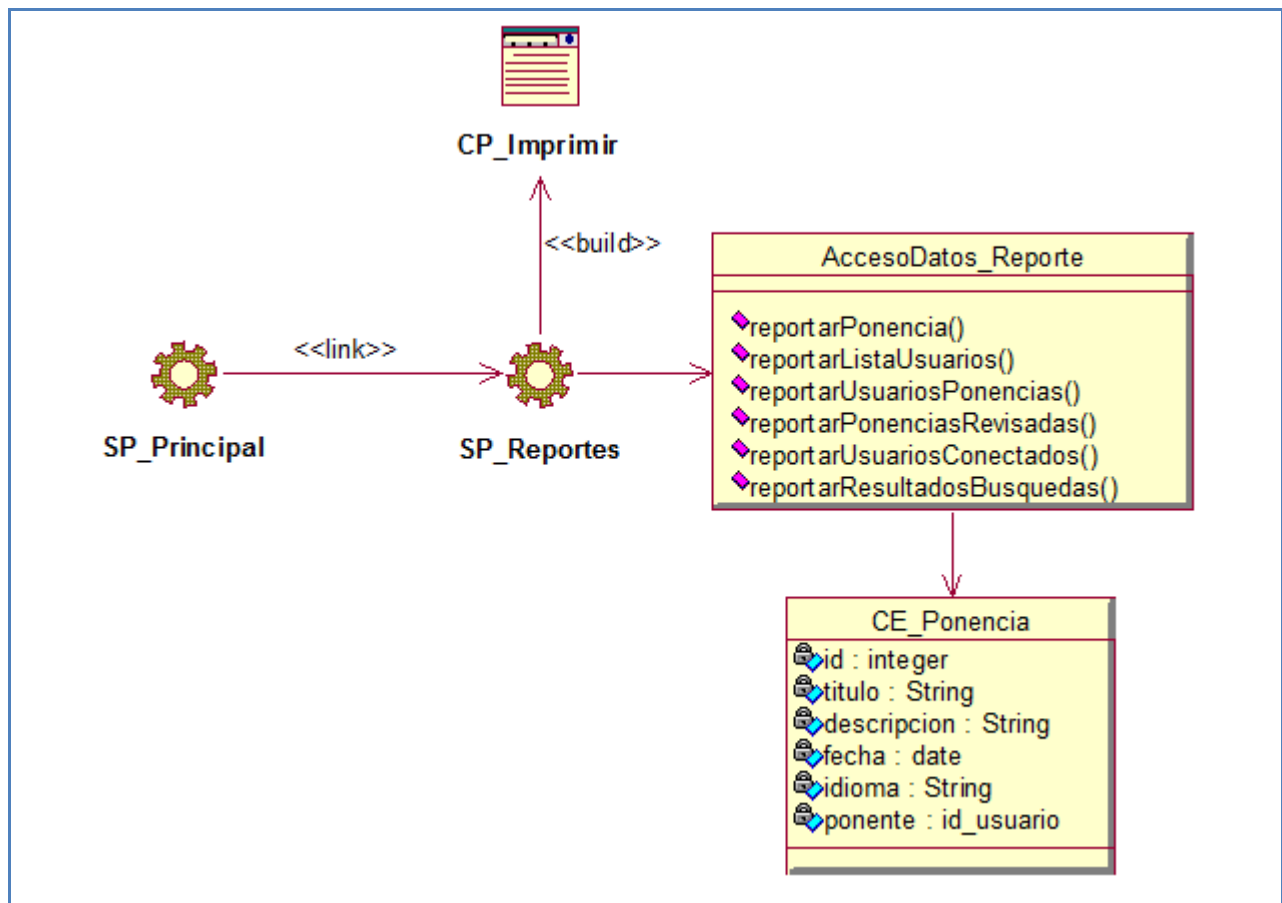 CP_Imprimir
<<build>>
<<link>>
SP_Principal
SP_Reportes
AccesoDatos_Reporte
reportarPonencia()
reportarListaUsuarios()
reportarUsuariosPonencias()
reportarPonenciasRevisadas()
reportarUsuariosConectados()
reportarResultadosBusquedas()
CE_Ponencia
id : integer
titulo : String
descripcion : String
fecha : date
idioma : String
ponente : id_usuario